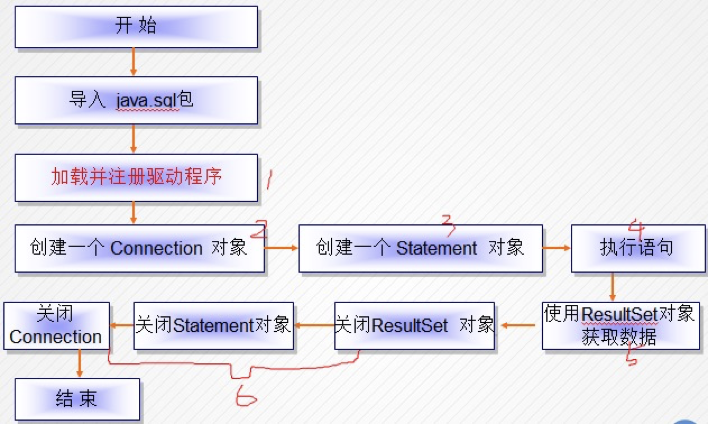 开 始
导入 java.sql包
加载并注册驱动程序
1
创建一个 Connection 对象
2
创建一个 Statement 对象
3
执行语句
4
使用ResultSet对象
获取数据
5
关闭ResultSet 对象
关闭Statement对象
关闭
Connection
6
结 束